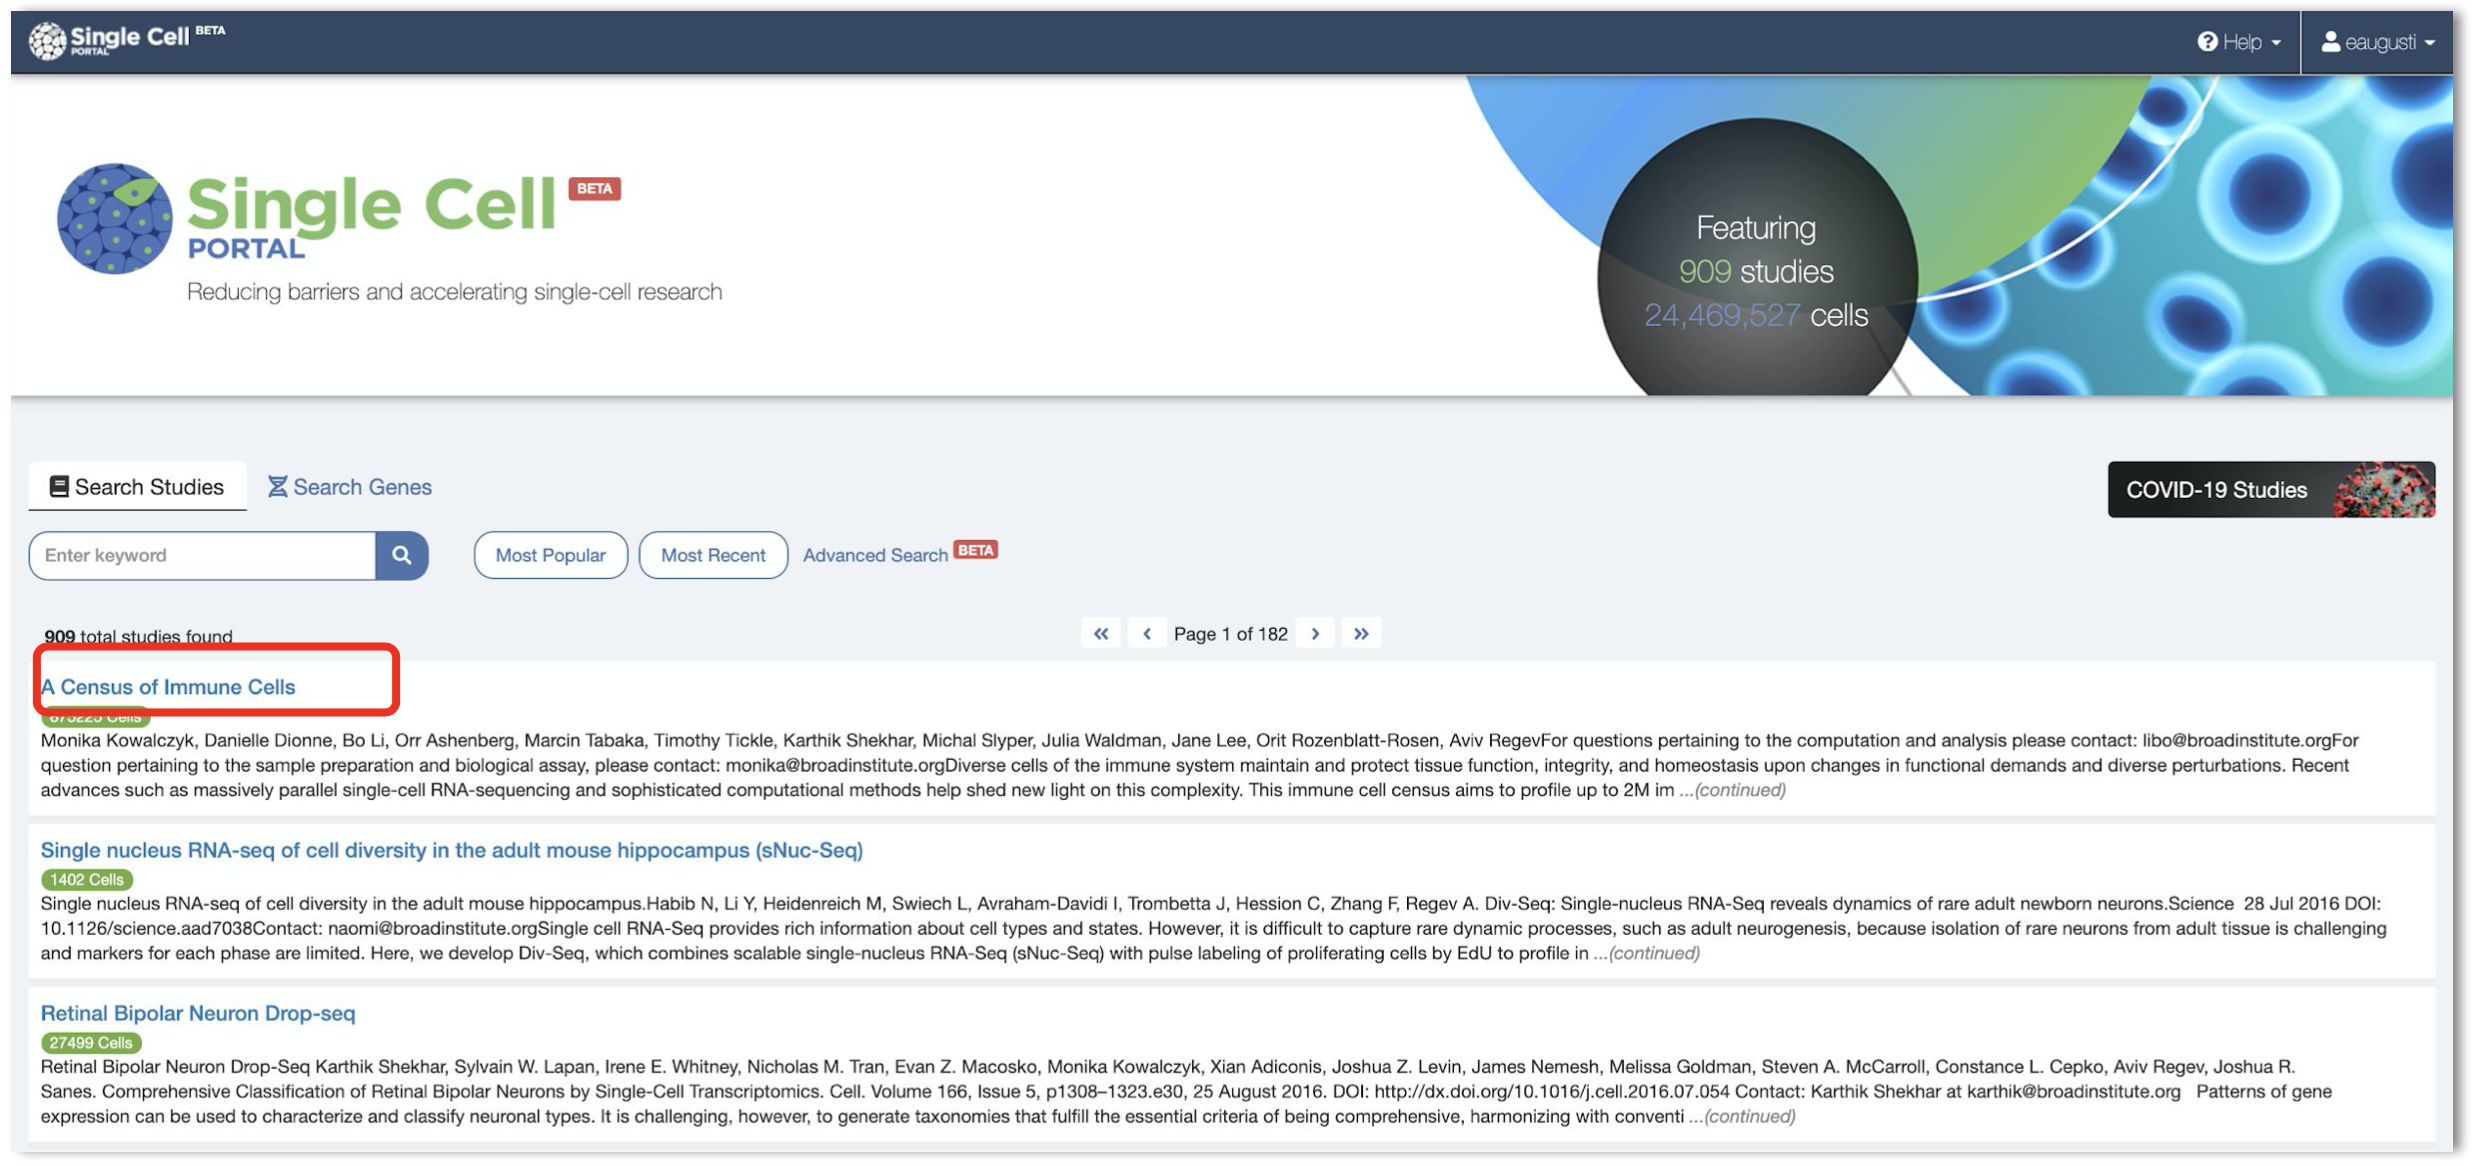 Single Cell BETA
PORTAL
Help
eaugusti
Single Cell BETA
PORTAL
Reducing barriers and accelerating single-cell research
Featuring
909 studies
24,469,527 cells
Search Studies
Search Genes
COVID-19 Studies
Enter keyword
Most Popular
Most Recent
Advanced Search BETA
909 total studies found
Page 1 of 182
A Census of Immune Cells
Cells
Monika Kowalczyk, Danielle Dionne, Bo Li, Orr Ashenberg, Marcin Tabaka, Timothy Tickle, Karthik Shekhar, Michal Slyper, Julia Waldman, Jane Lee, Orit Rozenblatt-Rosen, Aviv RegevFor questions pertaining to the computation and analysis please contact: libo@broadinstitute.orgFor
question pertaining to the sample preparation and biological assay, please contact: monika@broadinstitute.orgDiverse cells of the immune system maintain and protect tissue function, integrity, and homeostasis upon changes in functional demands and diverse perturbations. Recent
advances such as massively parallel single-cell RNA-sequencing and sophisticated computational methods help shed new light on this complexity. This immune cell census aims to profile up to 2M im ...(continued)
Single nucleus RNA-seq of cell diversity in the adult mouse hippocampus (sNuc-Seq)
1402 Cells
Single nucleus RNA-seq of cell diversity in the adult mouse hippocampus.Habib N, Li Y, Heidenreich M, Swiech L, Avraham-Davidi I, Trombetta J, Hession C, Zhang F, Regev A. Div-Seq: Single-nucleus RNA-Seq reveals dynamics of rare adult newborn neurons.Science 28 Jul 2016 DOI:
10.1126/science.aad7038Contact: naomi@broadinstitute.orgSingle cell RNA-Seq provides rich information about cell types and states. However, it is difficult to capture rare dynamic processes, such as adult neurogenesis, because isolation of rare neurons from adult tissue is challenging
and markers for each phase are limited. Here, we develop Div-Seq, which combines scalable single-nucleus RNA-Seq (sNuc-Seq) with pulse labeling of proliferating cells by EdU to profile in ...(continued)
Retinal Bipolar Neuron Drop-seq
27499 Cells
Retinal Bipolar Neuron Drop-Seq Karthik Shekhar, Sylvain W. Lapan, Irene E. Whitney, Nicholas M. Tran, Evan Z. Macosko, Monika Kowalczyk, Xian Adiconis, Joshua Z. Levin, James Nemesh, Melissa Goldman, Steven A. McCarroll, Constance L. Cepko, Aviv Regev, Joshua R.
Sanes. Comprehensive Classification of Retinal Bipolar Neurons by Single-Cell Transcriptomics. Cell. Volume 166, Issue 5, p1308–1323.e30, 25 August 2016. DOI: http://dx.doi.org/10.1016/j.cell.2016.07.054 Contact: Karthik Shekhar at karthik@broadinstitute.org Patterns of gene
expression can be used to characterize and classify neuronal types. It is challenging, however, to generate taxonomies that fulfill the essential criteria of being comprehensive, harmonizing with conventi ...(continued)